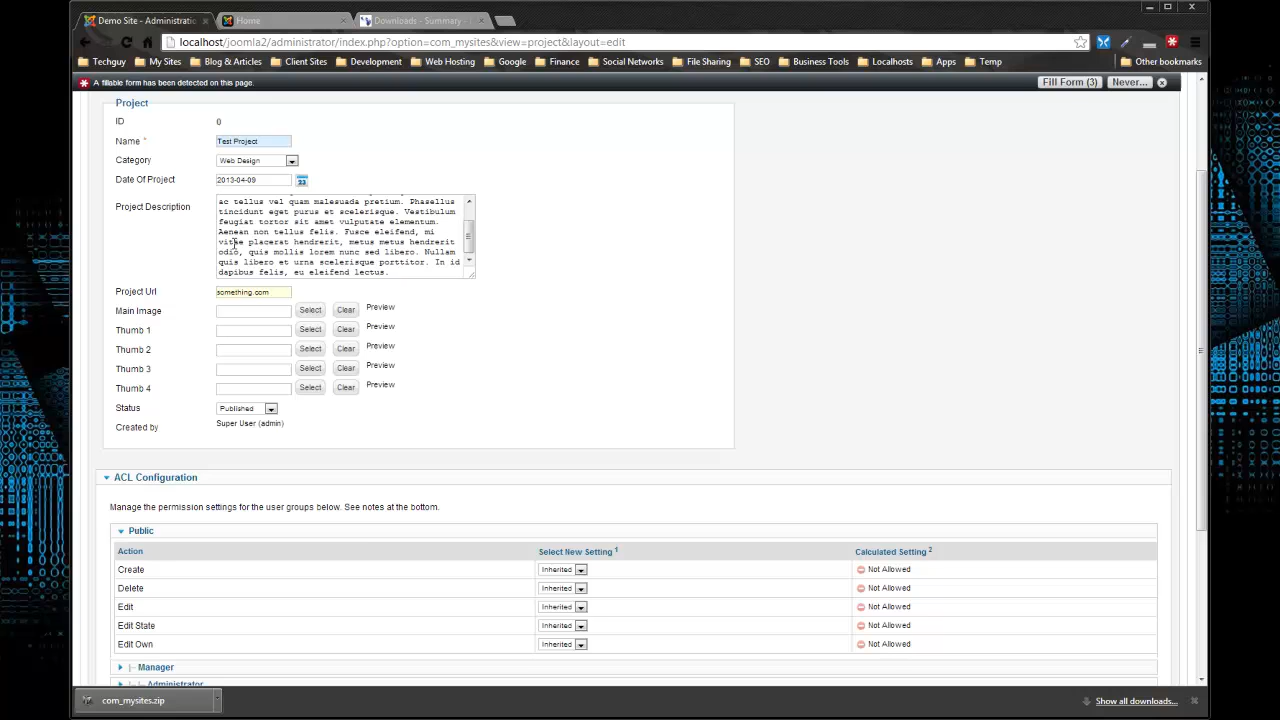 Demo Site - Administratio
Home
Downloads - Summary -
localhost/joomla2/administrator/index.php?option=com_mysites&view=project&layout=edit
Techguy
My Sites
Blog & Articles
Client Sites
Development
Web Hosting
Google
Finance
Social Networks
File Sharing
SEO
Business Tools
Localhosts
Apps
Temp
Other bookmarks
A fillable form has been detected on this page.
Fill Form (3)
Never...
Project
ID
0
Name *
Test Project
Category
Web Design
Date Of Project
2013-04-09
23
Project Description
ac tellus vel quam malesuada pretium. Phasellus
tincidunt eget purus et scelerisque. Vestibulum
feugiat tortor sit amet vulputate elementum.
Aenean non tellus felis. Fusce eleifend, mi
vitae placerat hendrerit, metus metus hendrerit
odio, quis mollis lorem nunc sed libero. Nullam
quis libero et urna scelerisque porttitor. In id
dapibus felis, eu eleifend lectus.
Project Url
something.com
Main Image
Select
Clear
Preview
Thumb 1
Select
Clear
Preview
Thumb 2
Select
Clear
Preview
Thumb 3
Select
Clear
Preview
Thumb 4
Select
Clear
Preview
Status
Published
Created by
Super User (admin)
ACL Configuration
Manage the permission settings for the user groups below. See notes at the bottom.
Public
Action
Select New Setting 1
Calculated Setting 2
Create
Inherited
Not Allowed
Delete
Inherited
Not Allowed
Edit
Inherited
Not Allowed
Edit State
Inherited
Not Allowed
Edit Own
Inherited
Not Allowed
|— Manager
|— |— Administrator
com_mysites.zip
Show all downloads...